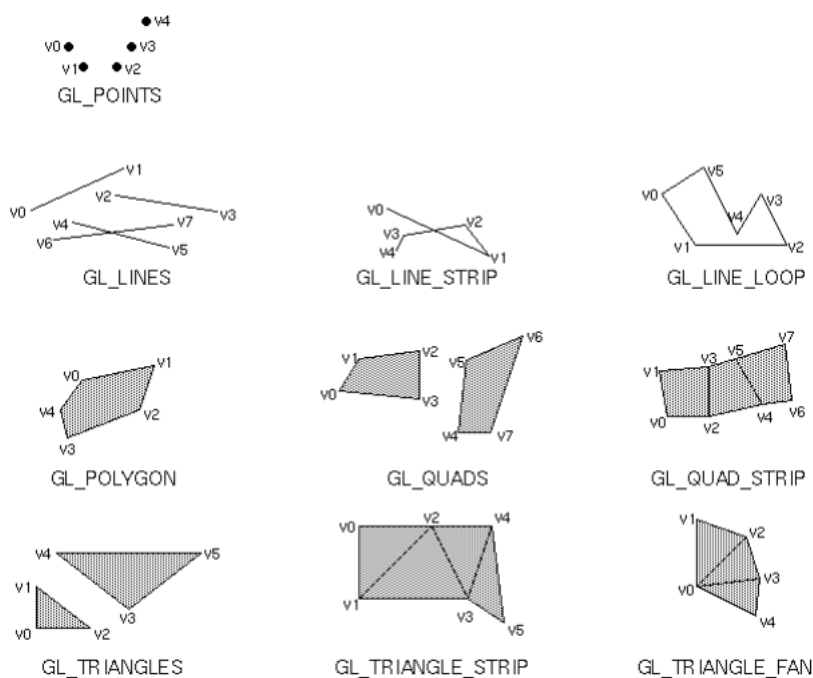 v4
v0 v3
v1 v2
GL_POINTS
v1
v2
v0 v3
v4 v7
v6 v5
GL_LINES
v0
v2
v3
v4 v1
GL_LINE_STRIP
v5
v0 v3
v4
v1 v2
GL_LINE_LOOP
v1
v0
v4 v2
v3
GL_POLYGON
v6
v1 v2 v5
v0 v3
v4 v7
GL_QUADS
v7
v5
v1 v3
v4 v6
v0 v2
GL_QUAD_STRIP
v4 v5
v1
v3
v0 v2
GL_TRIANGLES
v0 v2 v4
v1 v3
v5
GL_TRIANGLE_STRIP
v1
v2
v3
v0
v4
GL_TRIANGLE_FAN